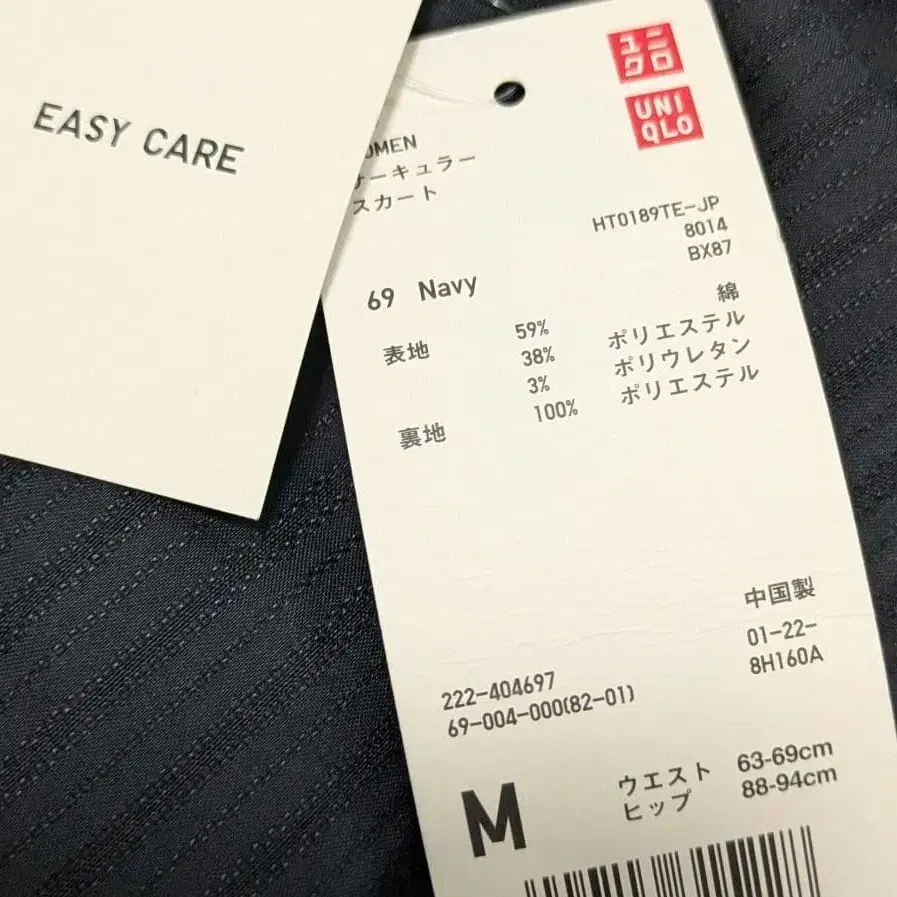 EASY CARE
ユニ
クロ
UNI
QLO
OMEN
サーキュラー
スカート
HT0189TE-JP
8014
BX87
69 Navy
表地 59% 綿
38% ポリエステル
3% ポリウレタン
裏地 100% ポリエステル
中国製
01-22-
8H160A
222-404697
69-004-000(82-01)
M
ウエスト 63-69cm
ヒップ 88-94cm